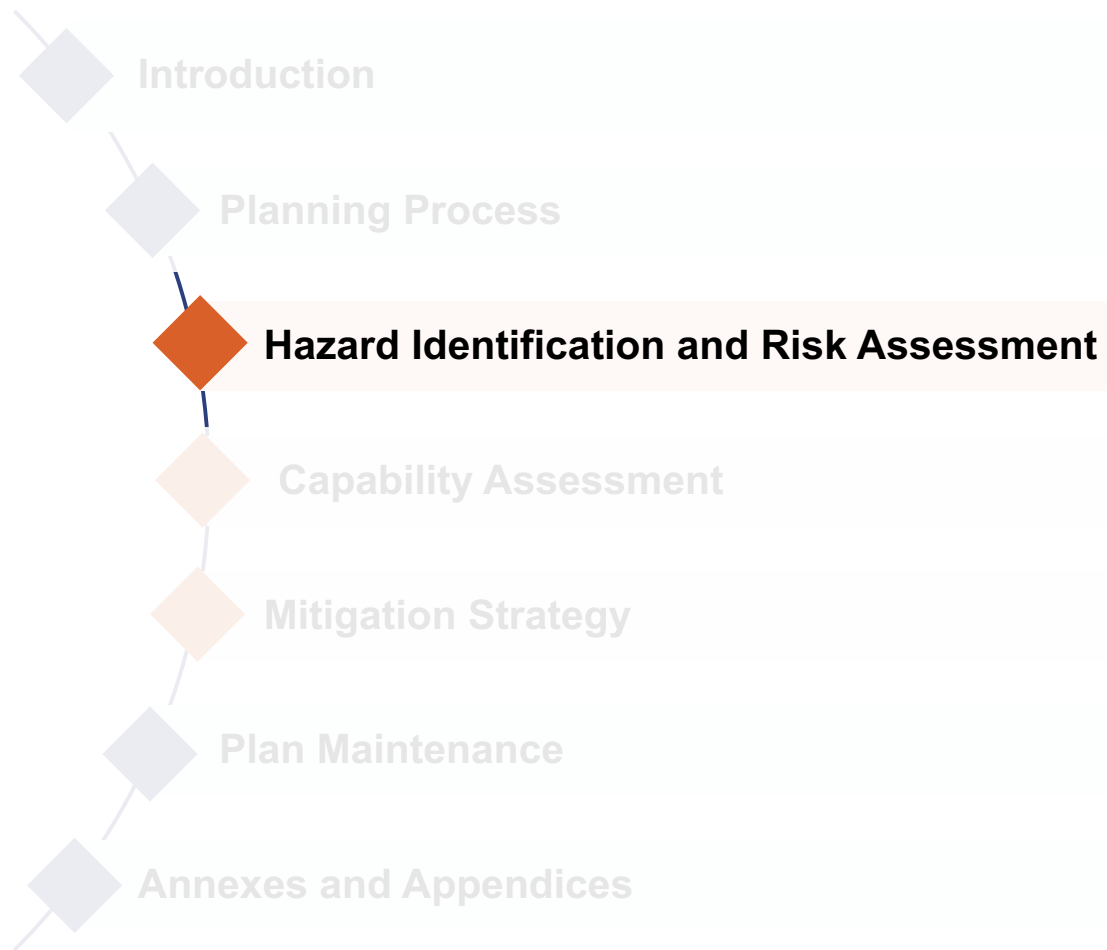 Introduction
Planning Process
Hazard Identification and Risk Assessment
Capability Assessment
Mitigation Strategy
Plan Maintenance
Annexes and Appendices